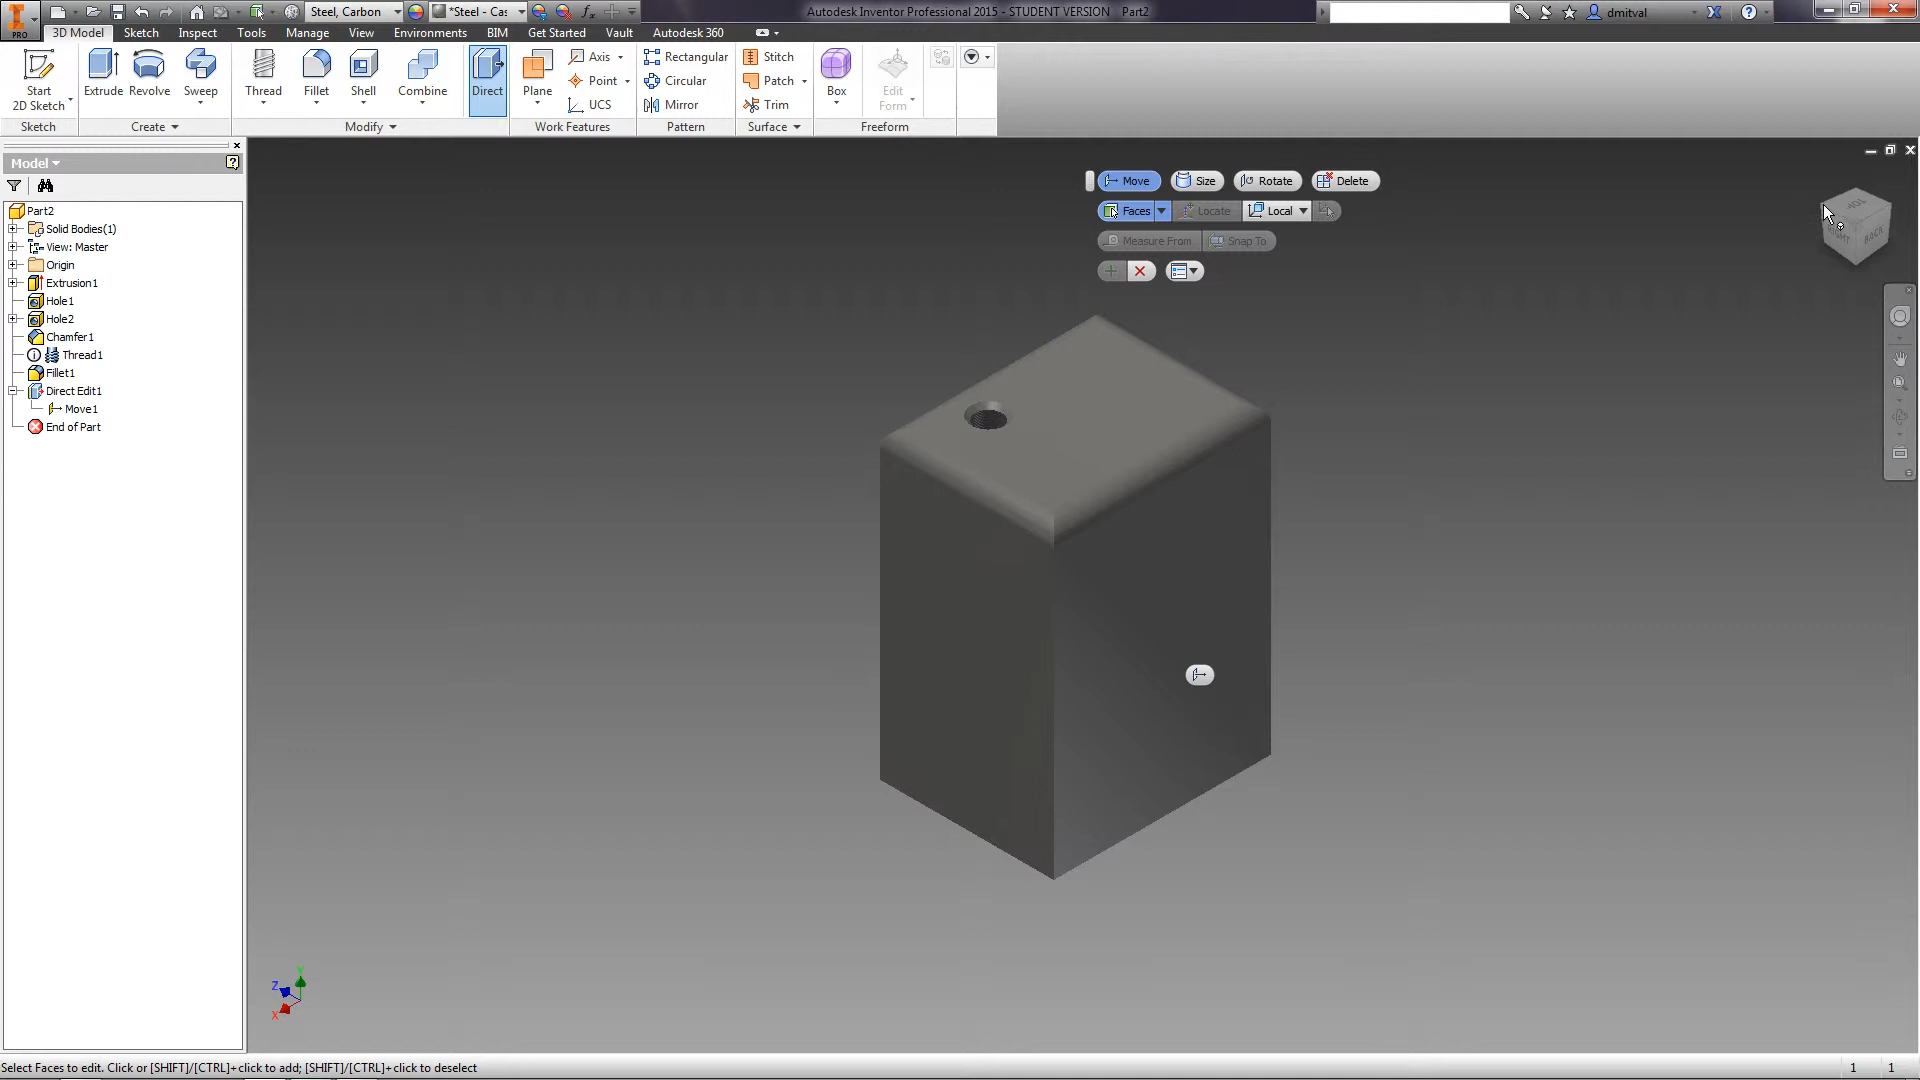 Steel, Carbon
*Steel - Cas
Autodesk Inventor Professional 2015 - STUDENT VERSION Part2
dmitval
PRO
3D Model Sketch Inspect Tools Manage View Environments BIM Get Started Vault Autodesk 360
Start
2D Sketch
Extrude Revolve Sweep
Thread Fillet Shell Combine
Direct
Plane
Axis
Point
UCS
Rectangular
Circular
Mirror
Stitch
Patch
Trim
Box
Edit
Form
Sketch Create Modify Work Features Pattern Surface Freeform
Model
Part2
Solid Bodies(1)
View: Master
Origin
Extrusion1
Hole1
Hole2
Chamfer1
Thread1
Fillet1
Direct Edit1
Move1
End of Part
Move Size Rotate Delete
Faces Locate Local
Measure From Snap To
TOP
RIGHT
BACK
Y
Z
X
Select Faces to edit. Click or [SHIFT]/[CTRL]+click to add; [SHIFT]/[CTRL]+click to deselect
1 1